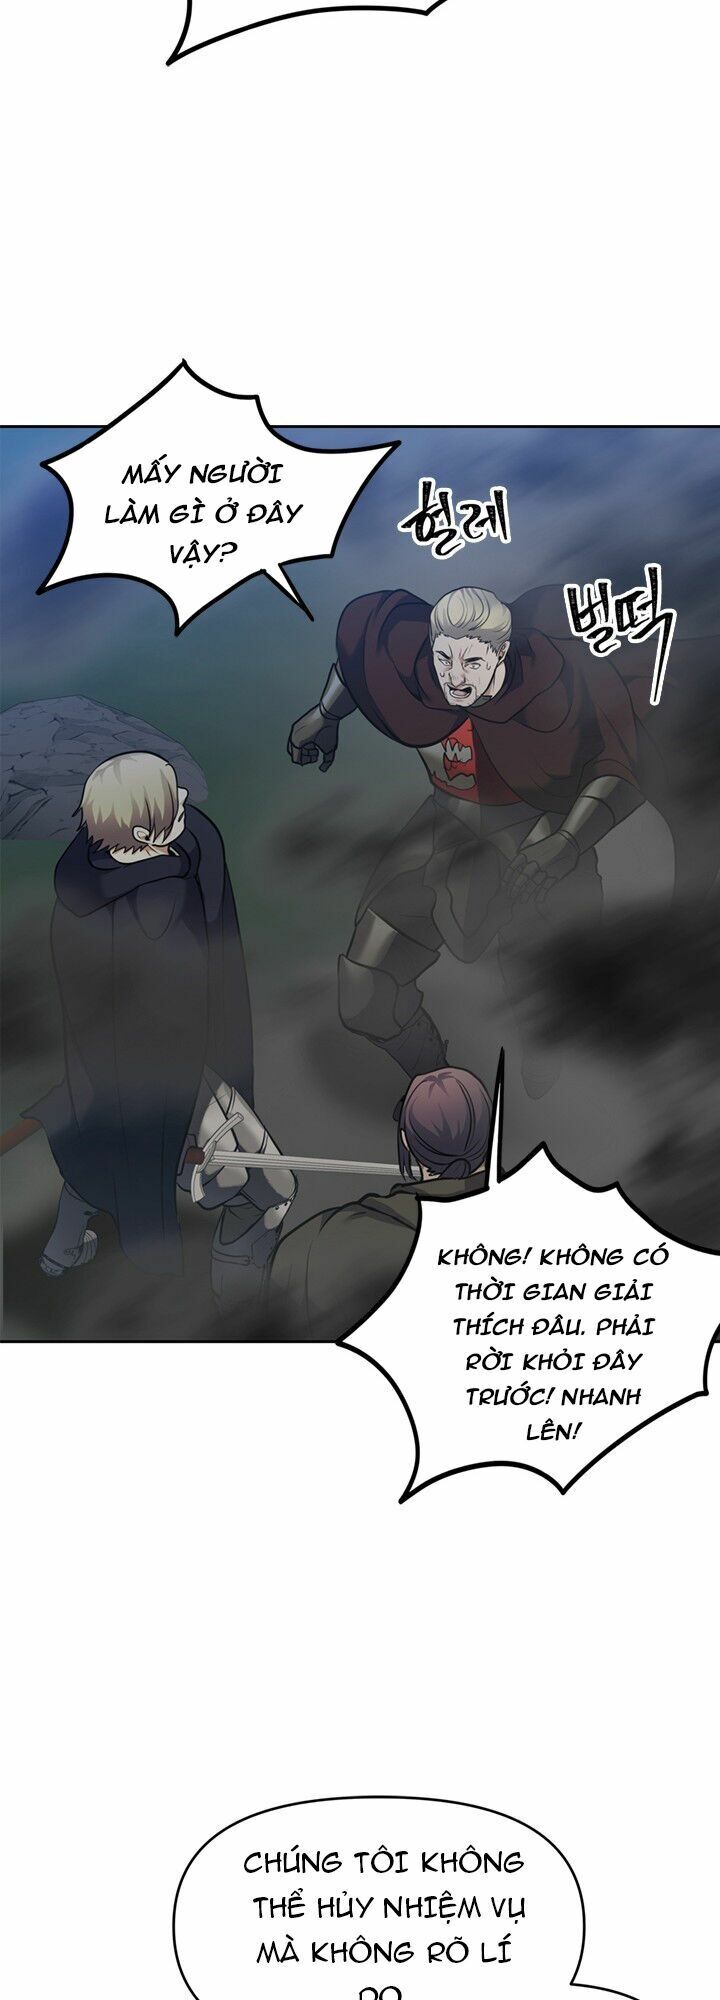 MẤY NGƯỜI
LÀM GÌ Ở ĐÂY
VẬY?
헐레
벌떡
KHÔNG! KHÔNG CÓ
THỜI GIAN GIẢI
THÍCH ĐÂU. PHẢI
RỜI KHỎI ĐÂY
TRƯỚC! NHANH
LÊN!
CHÚNG TÔI KHÔNG
THỂ HỦY NHIỆM VỤ
MÀ KHÔNG RÕ LÍ
DO